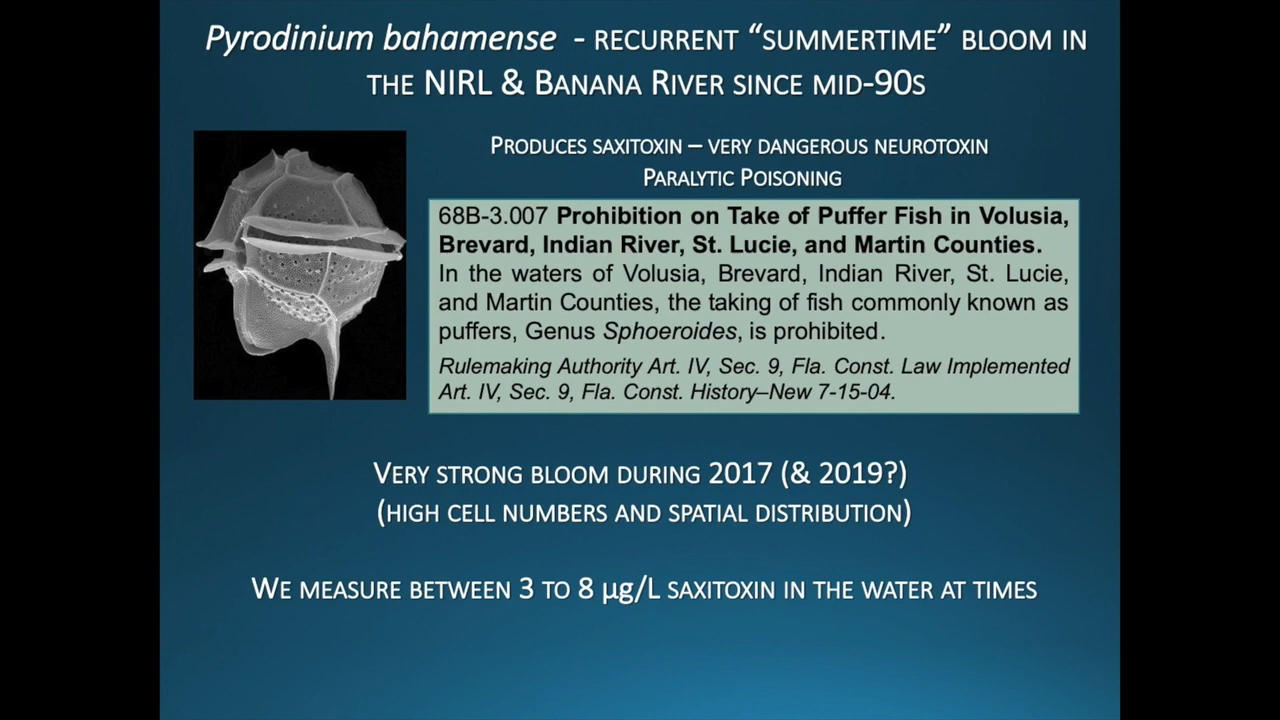 Pyrodinium bahamense - RECURRENT “SUMMERTIME” BLOOM IN
THE NIRL & BANANA RIVER SINCE MID-90S
PRODUCES SAXITOXIN – VERY DANGEROUS NEUROTOXIN
PARALYTIC POISONING
68B-3.007 Prohibition on Take of Puffer Fish in Volusia,
Brevard, Indian River, St. Lucie, and Martin Counties.
In the waters of Volusia, Brevard, Indian River, St. Lucie,
and Martin Counties, the taking of fish commonly known as
puffers, Genus Sphoeroides, is prohibited.
Rulemaking Authority Art. IV, Sec. 9, Fla. Const. Law Implemented
Art. IV, Sec. 9, Fla. Const. History–New 7-15-04.
VERY STRONG BLOOM DURING 2017 (& 2019?)
(HIGH CELL NUMBERS AND SPATIAL DISTRIBUTION)
WE MEASURE BETWEEN 3 TO 8 µg/L SAXITOXIN IN THE WATER AT TIMES